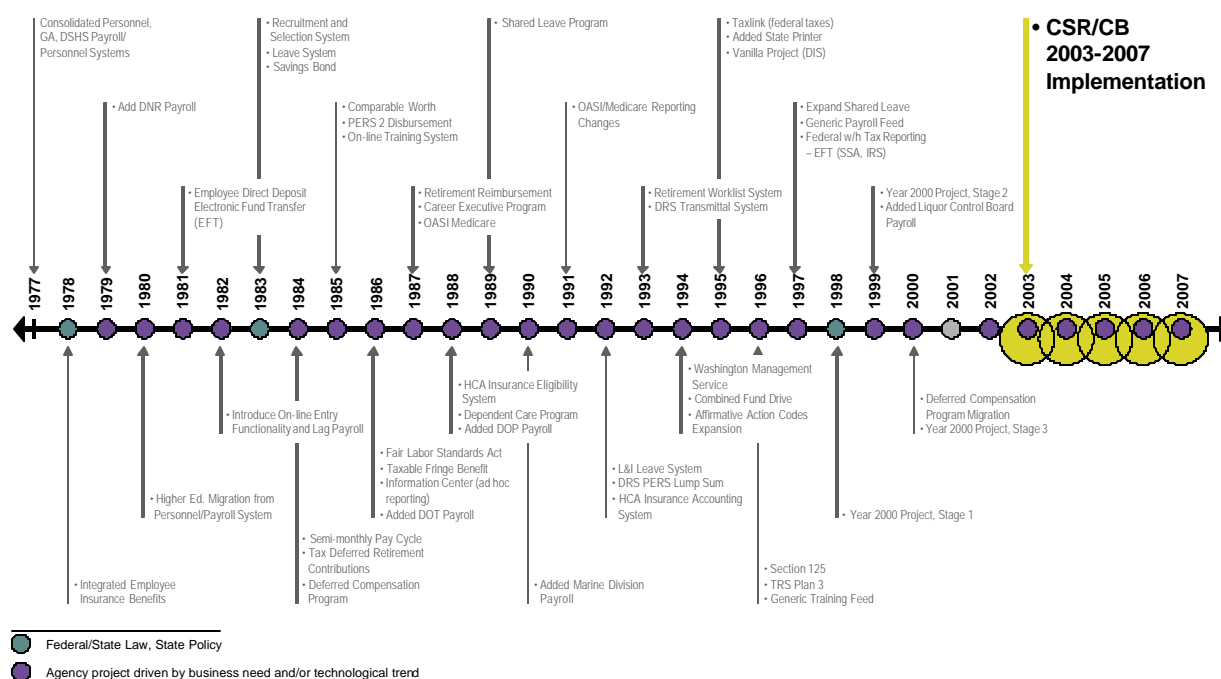 Consolidated Personnel,
GA, DSHS Payroll/
Personnel Systems
• Recruitment and
Selection System
• Leave System
• Savings Bond
• Shared Leave Program
• Taxlink (federal taxes)
• Added State Printer
• Vanilla Project (DIS)
• CSR/CB
2003-2007
Implementation
• Add DNR Payroll
• Comparable Worth
• PERS 2 Disbursement
• On-line Training System
• OASI/Medicare Reporting
Changes
• Expand Shared Leave
• Generic Payroll Feed
• Federal w/h Tax Reporting
– EFT (SSA, IRS)
• Employee Direct Deposit
Electronic Fund Transfer
(EFT)
• Retirement Reimbursement
• Career Executive Program
• OASI Medicare
• Retirement Worklist System
• DRS Transmittal System
• Year 2000 Project, Stage 2
• Added Liquor Control Board
Payroll
1977
1978
1979
1980
1981
1982
1983
1984
1985
1986
1987
1988
1989
1990
1991
1992
1993
1994
1995
1996
1997
1998
1999
2000
2001
2002
2003
2004
2005
2006
2007
• Introduce On-line Entry
Functionality and Lag Payroll
• HCA Insurance Eligibility
System
• Dependent Care Program
• Added DOP Payroll
• Washington Management
Service
• Combined Fund Drive
• Affirmative Action Codes
Expansion
• Deferred Compensation
Program Migration
• Year 2000 Project, Stage 3
• Higher Ed. Migration from
Personnel/Payroll System
• Fair Labor Standards Act
• Taxable Fringe Benefit
• Information Center (ad hoc
reporting)
• Added DOT Payroll
• L&I Leave System
• DRS PERS Lump Sum
• HCA Insurance Accounting
System
• Year 2000 Project, Stage 1
• Integrated Employee
Insurance Benefits
• Semi-monthly Pay Cycle
• Tax Deferred Retirement
Contributions
• Deferred Compensation
Program
• Added Marine Division
Payroll
• Section 125
• TRS Plan 3
• Generic Training Feed
Federal/State Law, State Policy
Agency project driven by business need and/or technological trend